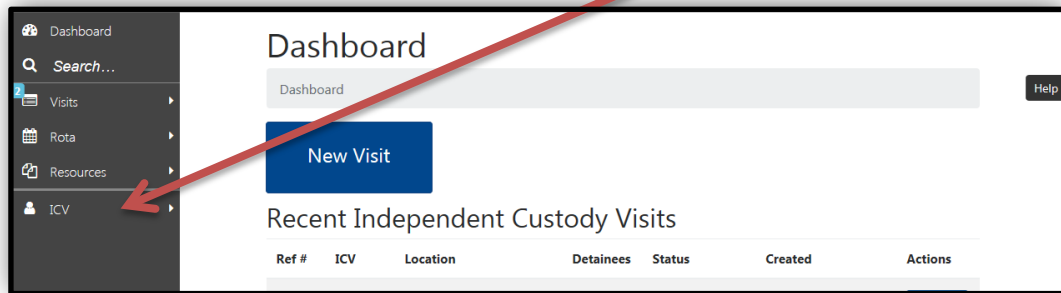 Dashboard
Search...
2
Visits
Rota
Resources
ICV
Dashboard
Dashboard
Help
New Visit
Recent Independent Custody Visits
Ref # ICV Location Detainees Status Created Actions